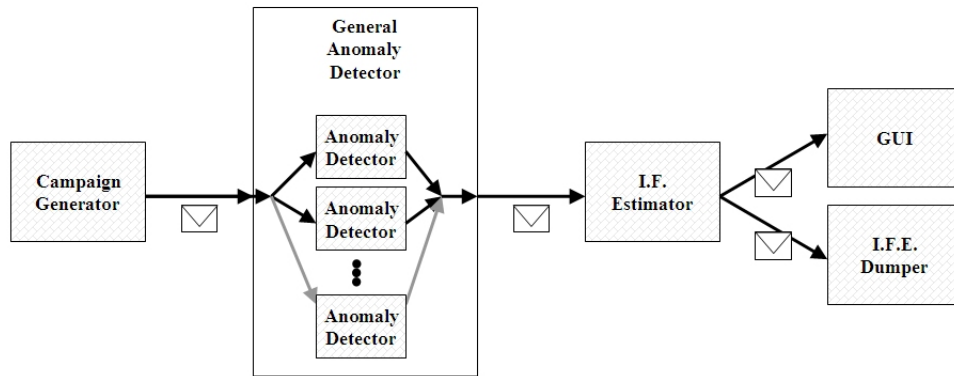 General
Anomaly
Detector
Campaign
Generator
Anomaly
Detector
Anomaly
Detector
Anomaly
Detector
I.F.
Estimator
GUI
I.F.E.
Dumper